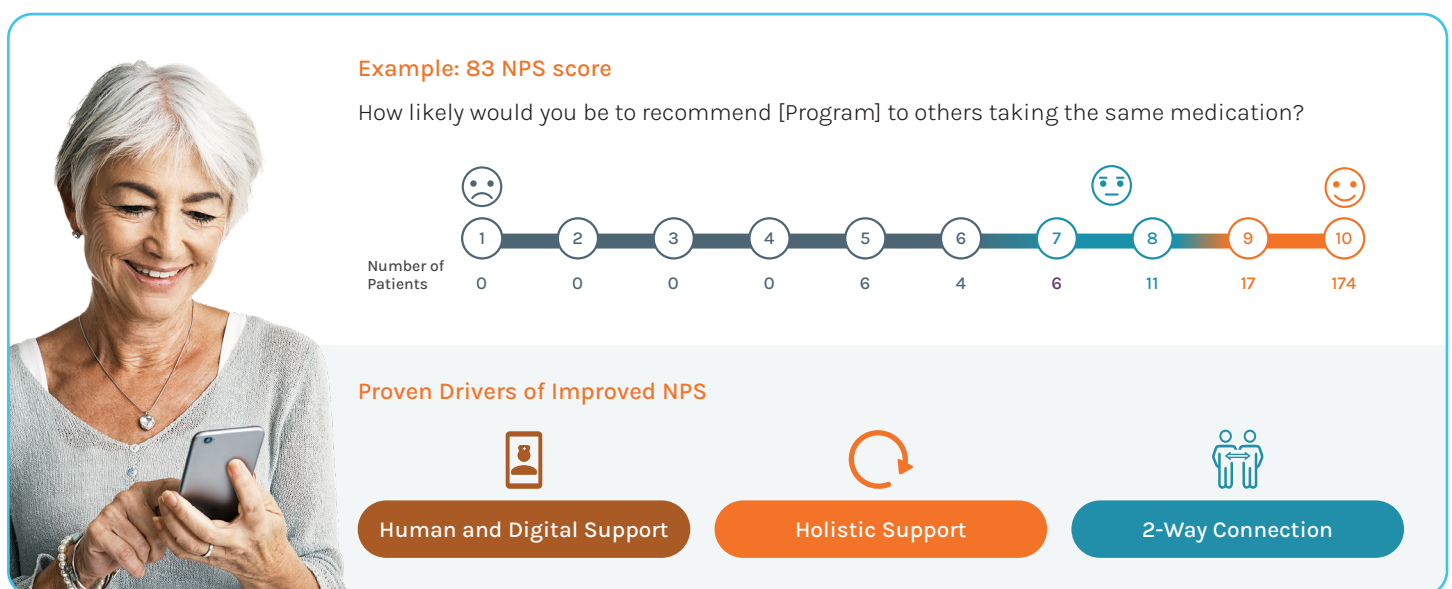 Example: 83 NPS score
How likely would you be to recommend [Program] to others taking the same medication?
1 2 3 4 5 6 7 8 9 10
Number of
Patients 0 0 0 0 6 4 6 11 17 174
Proven Drivers of Improved NPS
Human and Digital Support Holistic Support 2-Way Connection